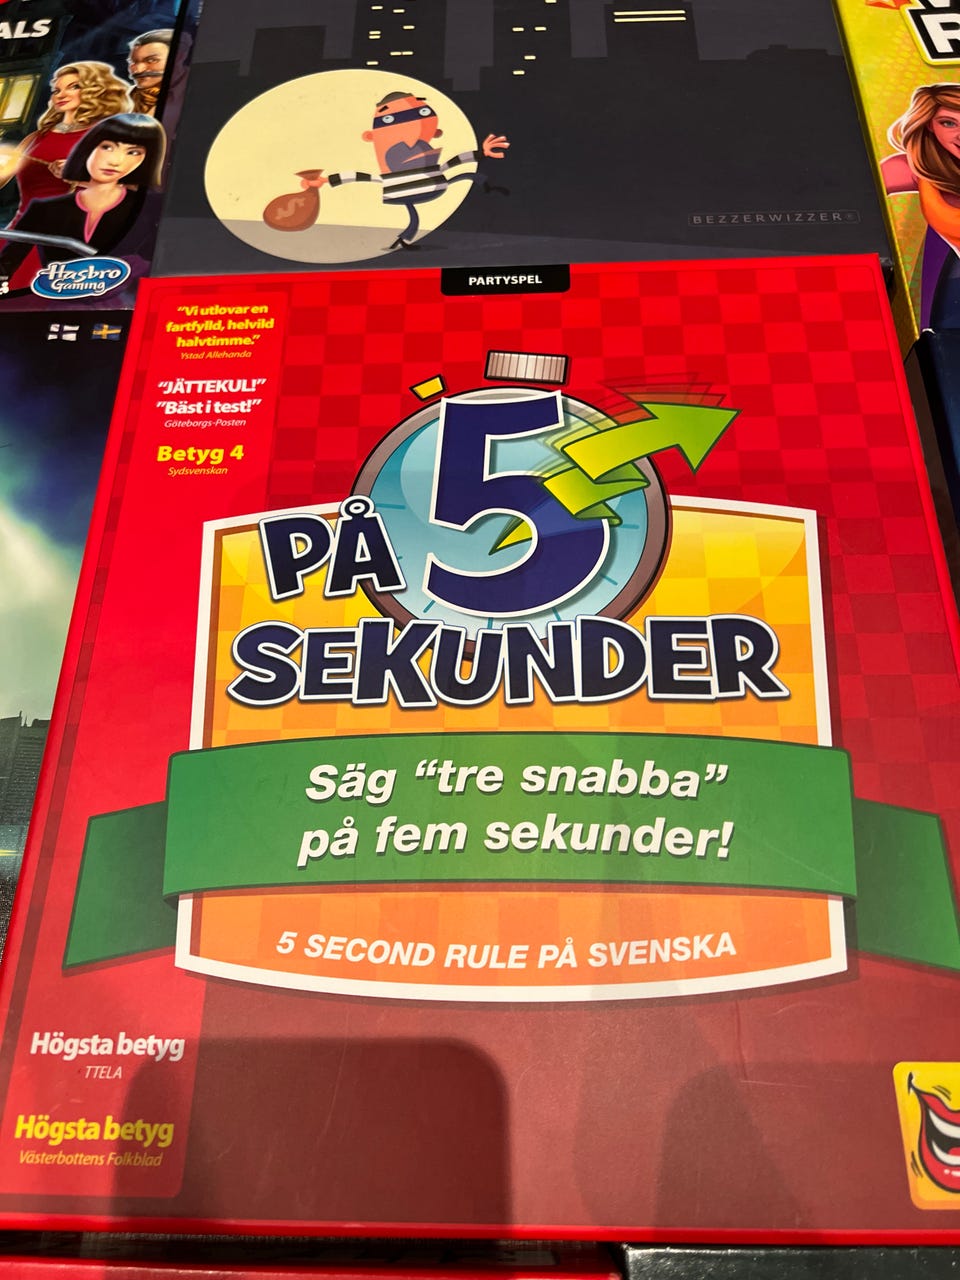 ALS
Hasbro
Gaming
BEZZERWIZZER®
PARTYSPEL
"Vi utlovar en
fartfylld, helvild
halvtimme."
Ystad Allehanda
"JÄTTEKUL!"
"Bäst i test!"
Göteborgs-Posten
Betyg 4
Sydsvenskan
PÅ 5
SEKUNDER
Säg "tre snabba"
på fem sekunder!
5 SECOND RULE PÅ SVENSKA
Högsta betyg
TTELA
Högsta betyg
Västerbottens Folkblad